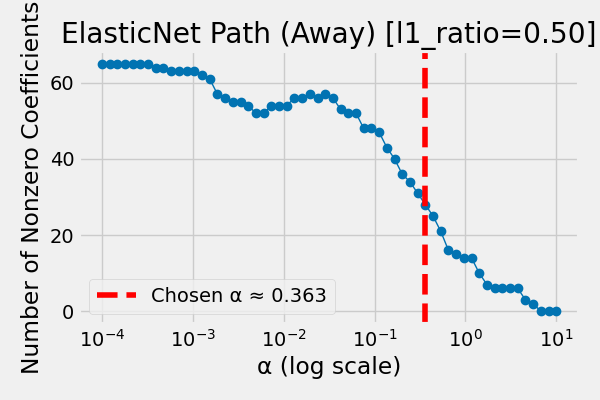 ElasticNet Path (Away) [l1_ratio=0.50]
Number of Nonzero Coefficients
60
40
20
0
Chosen α ≈ 0.363
10⁻⁴ 10⁻³ 10⁻² 10⁻¹ 10⁰ 10¹
α (log scale)